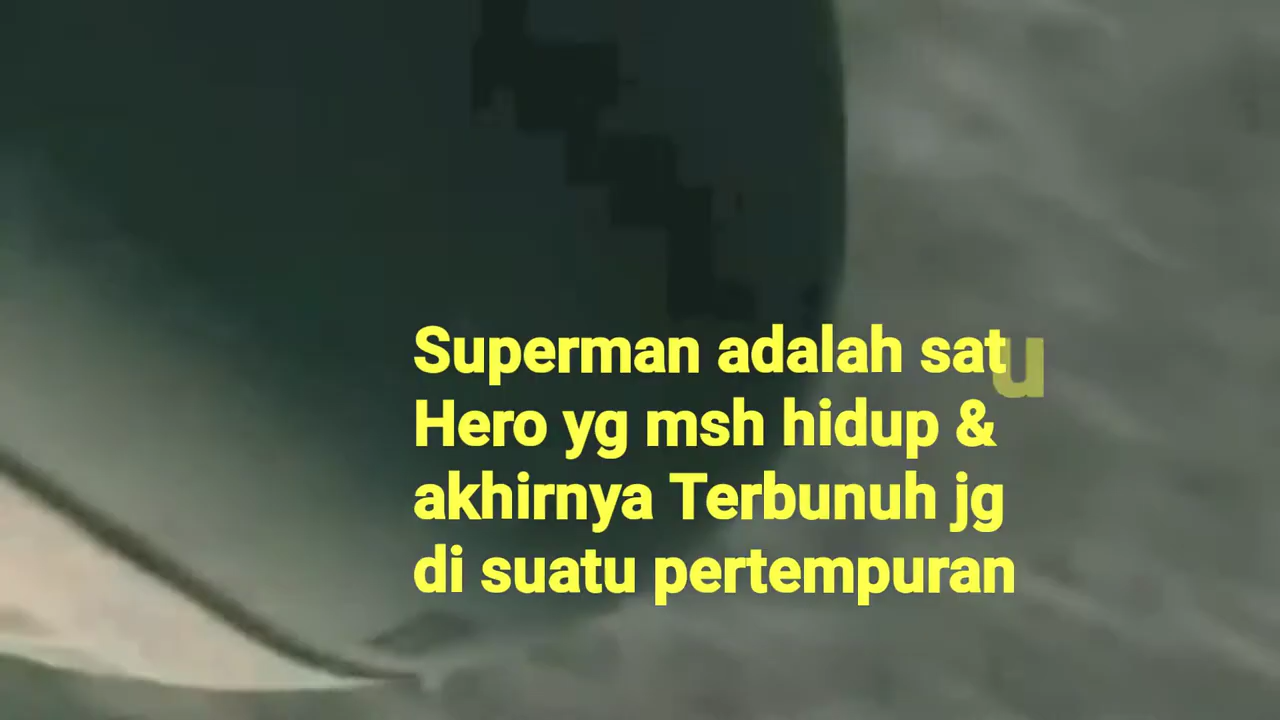 Superman adalah satu
Hero yg msh hidup &
akhirnya Terbunuh jg
di suatu pertempuran